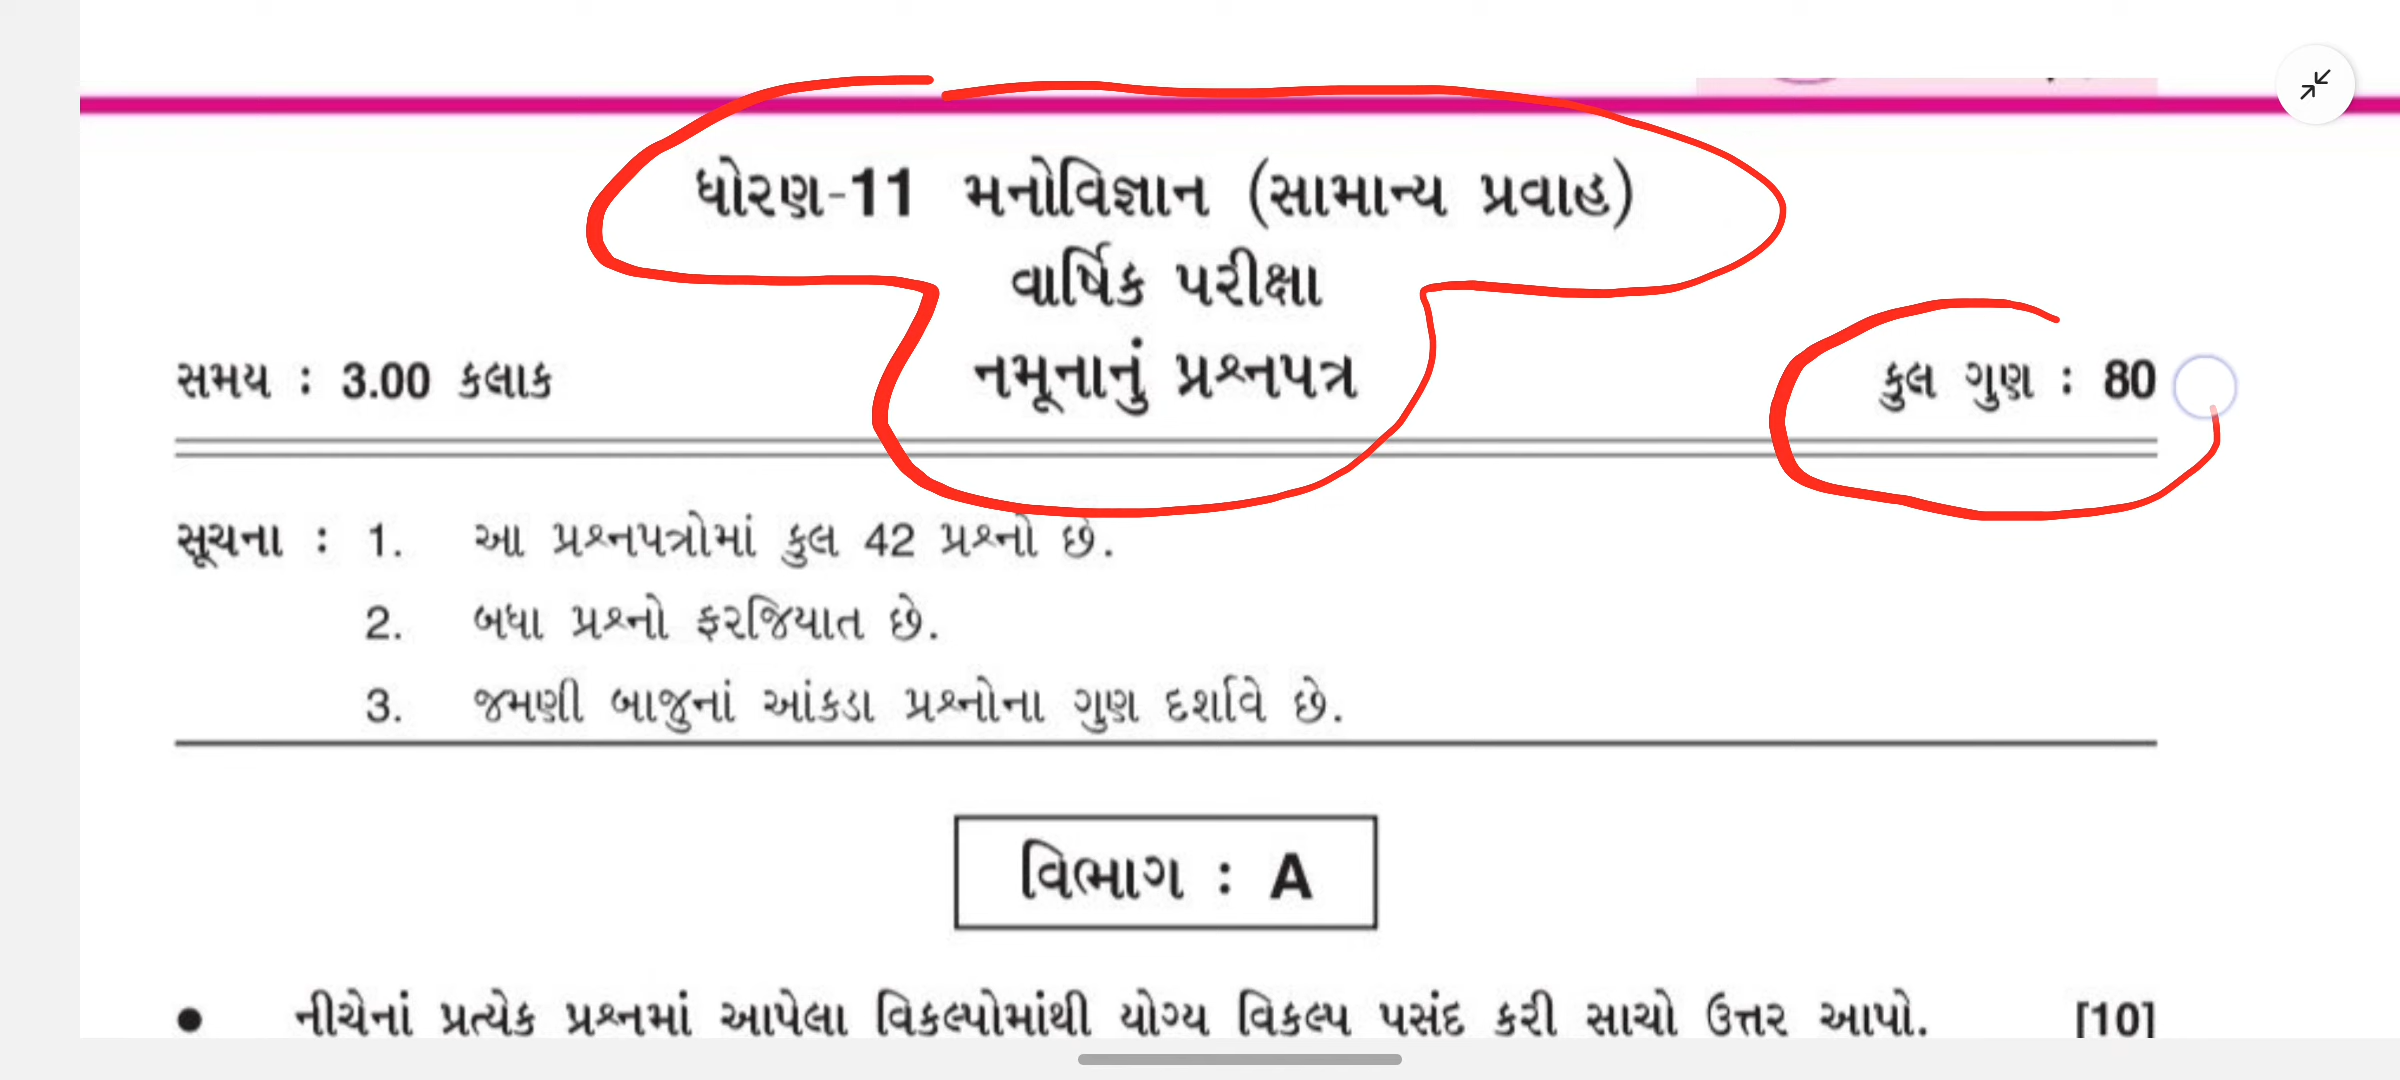 ધોરણ-11 મનોવિજ્ઞાન (સામાન્ય પ્રવાહ)
વાર્ષિક પરીક્ષા
નમૂનાનું પ્રશ્નપત્ર
સમય : 3.00 કલાક
કુલ ગુણ : 80
સૂચના : 1. આ પ્રશ્નપત્રોમાં કુલ 42 પ્રશ્નો છે.
2. બધા પ્રશ્નો ફરજિયાત છે.
3. જમણી બાજુનાં આંકડા પ્રશ્નોના ગુણ દર્શાવે છે.
વિભાગ : A
● નીચેનાં પ્રત્યેક પ્રશ્નમાં આપેલા વિકલ્પોમાંથી યોગ્ય વિકલ્પ પસંદ કરી સાચો ઉત્તર આપો. [10]